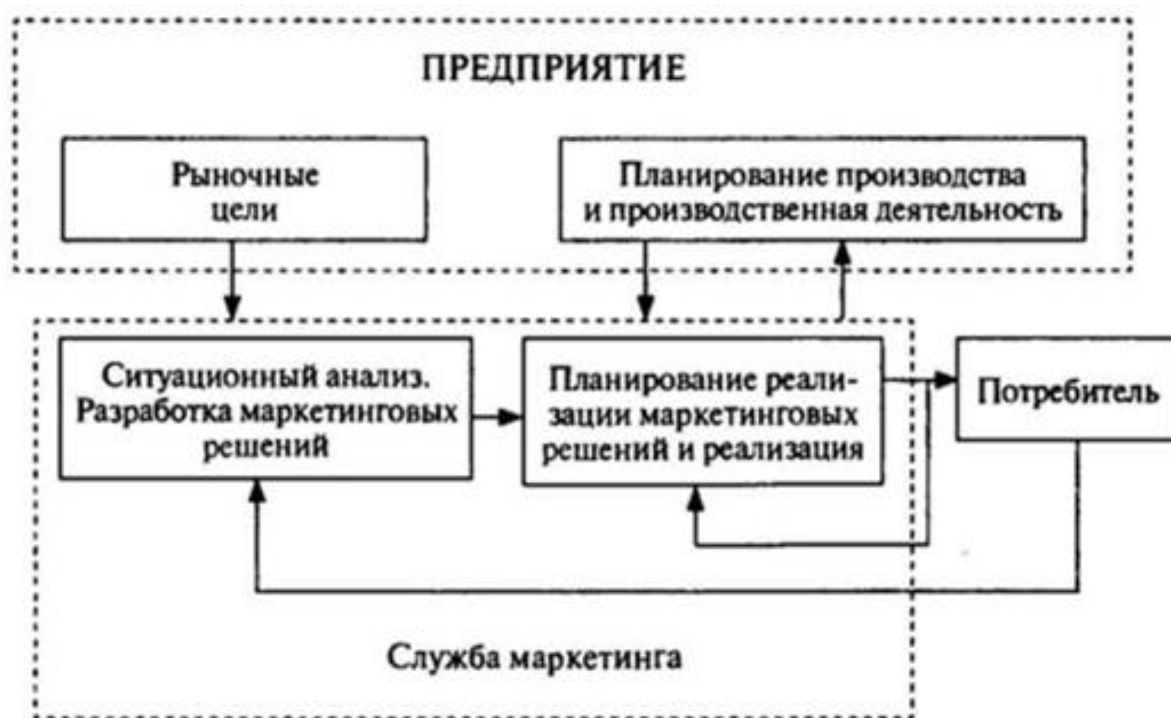 ПРЕДПРИЯТИЕ
Рыночные
цели
Планирование производства
и производственная деятельность
Ситуационный анализ.
Разработка маркетинговых
решений
Планирование реали-
зации маркетинговых
решений и реализация
Потребитель
Служба маркетинга